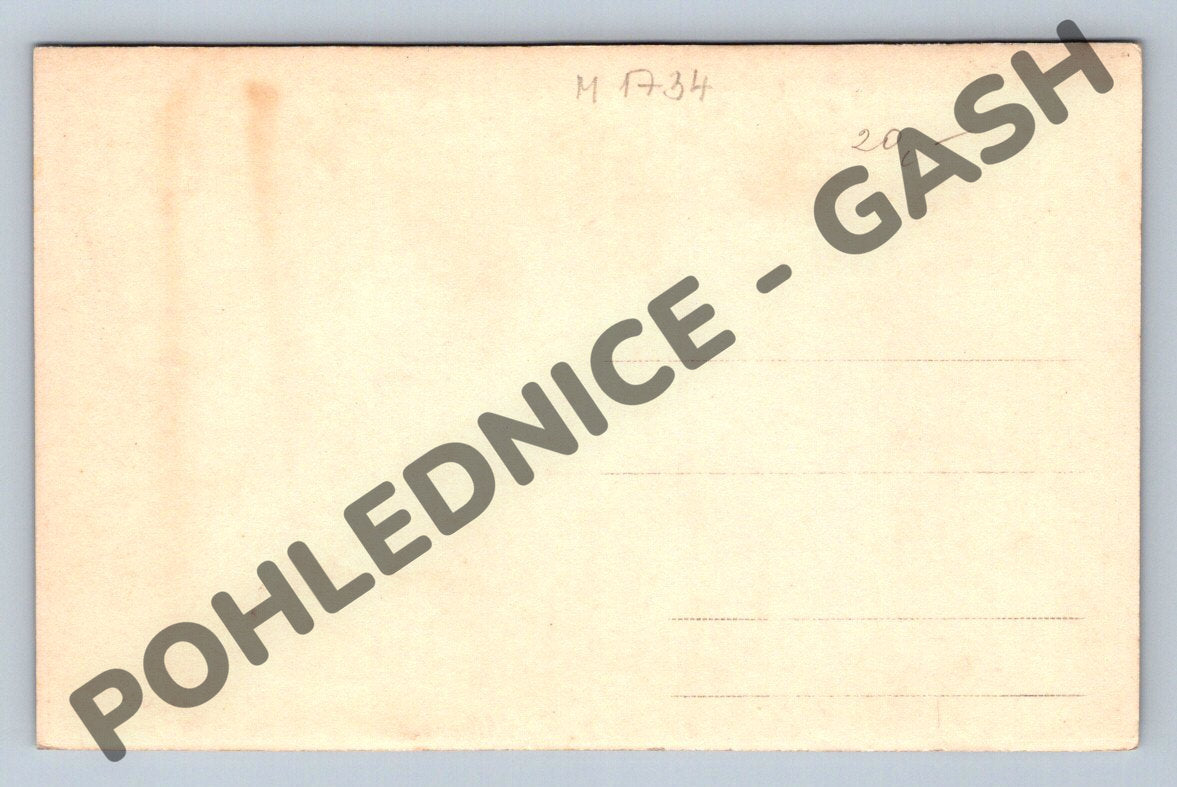 M 1734
20,—
POHLEDNICE - GASH